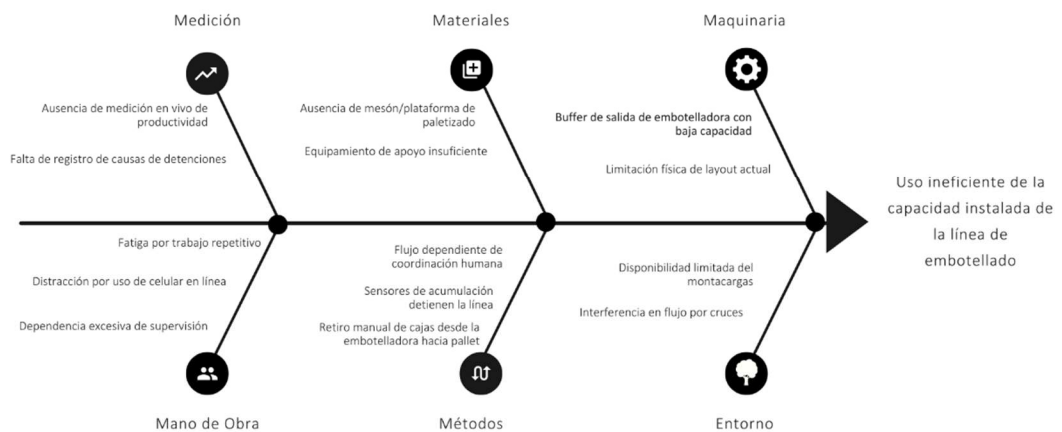 Medición
Materiales
Maquinaria
Ausencia de medición en vivo de
productividad
Falta de registro de causas de detenciones
Ausencia de mesón/plataforma de
paletizado
Equipamiento de apoyo insuficiente
Buffer de salida de embotelladora con
baja capacidad
Limitación física de layout actual
Uso ineficiente de la
capacidad instalada de
la línea de
embotellado
Fatiga por trabajo repetitivo
Distracción por uso de celular en línea
Dependencia excesiva de supervisión
Flujo dependiente de
coordinación humana
Sensores de acumulación
detienen la línea
Retiro manual de cajas desde la
embotelladora hacia pallet
Disponibilidad limitada del
montacargas
Interferencia en flujo por cruces
Mano de Obra
Métodos
Entorno